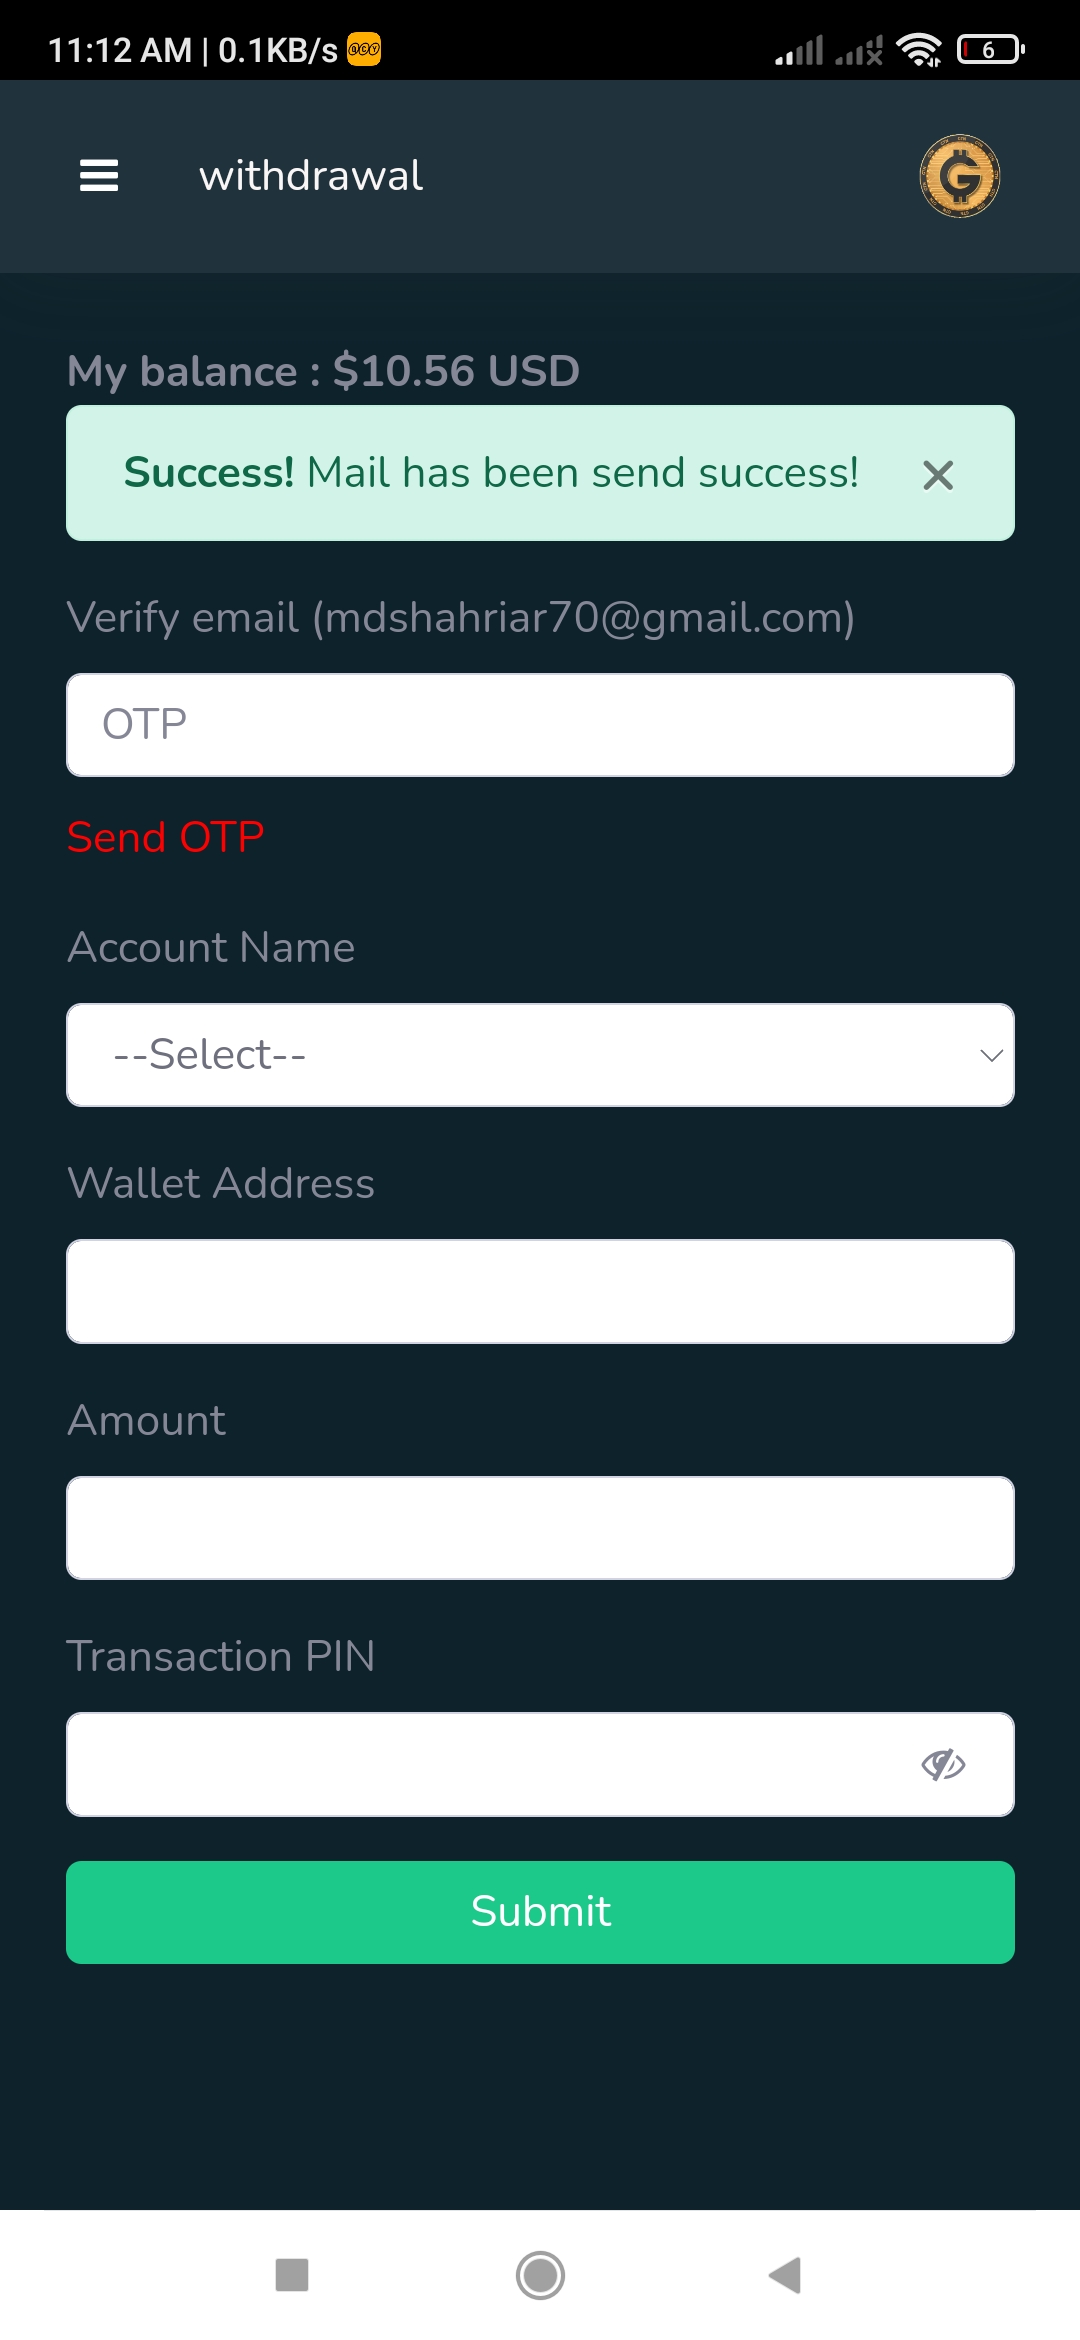 11:12 AM | 0.1KB/s
6
withdrawal
My balance : $10.56 USD
Success! Mail has been send success!
Verify email (mdshahriar70@gmail.com)
OTP
Send OTP
Account Name
--Select--
Wallet Address
Amount
Transaction PIN
Submit